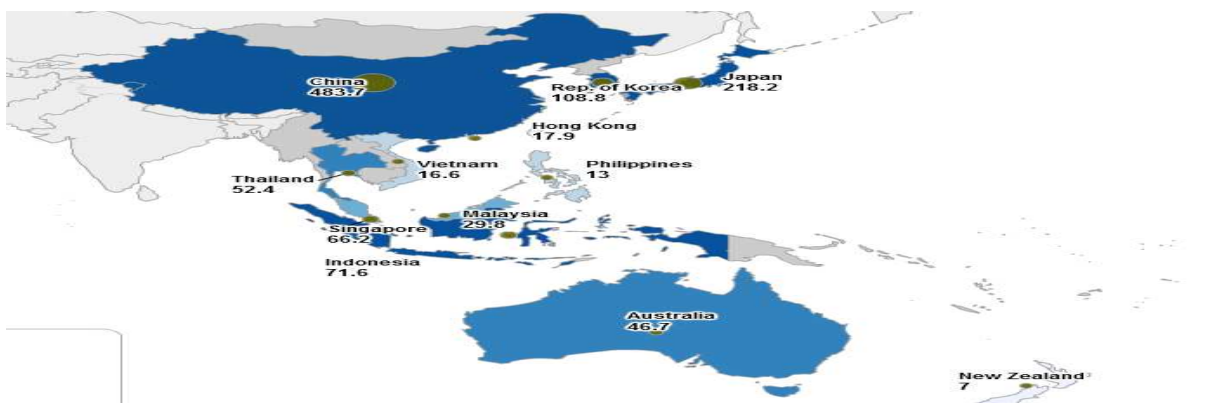 China
483.7
Japan
218.2
Rep. of Korea
108.8
Hong Kong
17.9
Vietnam
16.6
Philippines
13
Thailand
52.4
Malaysia
29.8
Singapore
66.2
Indonesia
71.6
Australia
46.7
New Zealand
7